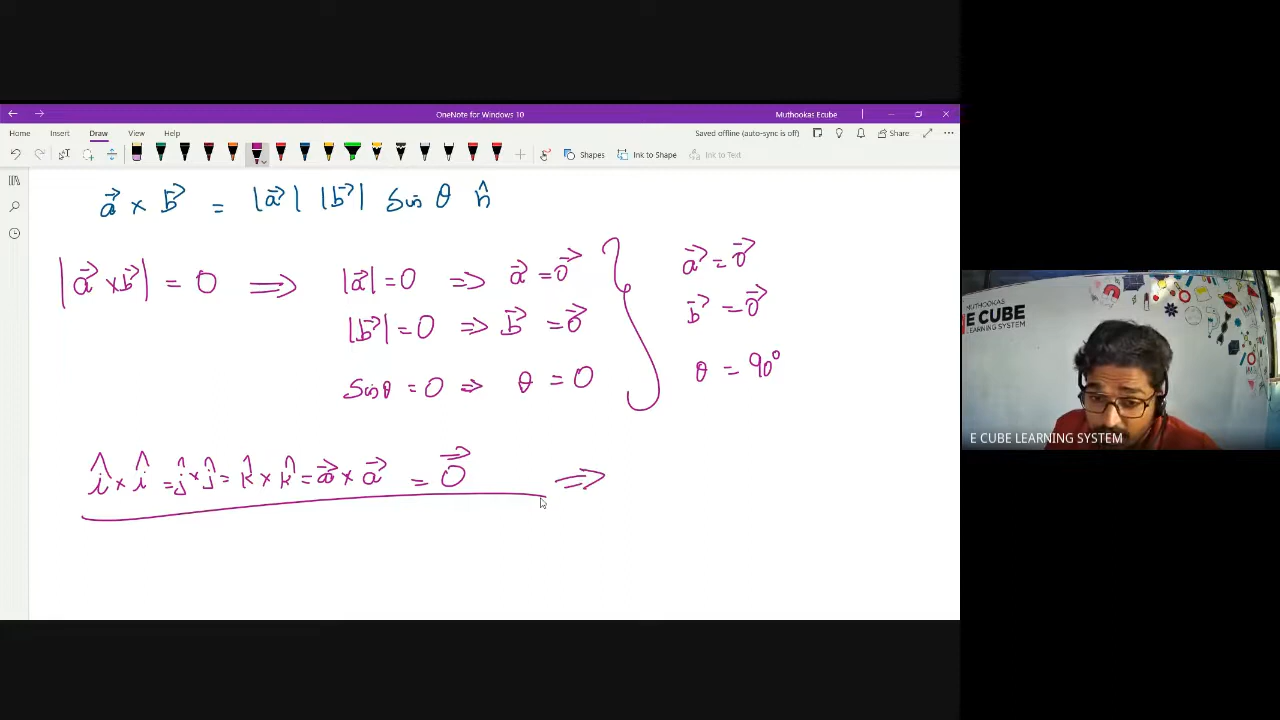 OneNote for Windows 10
Muthookas Ecube
Home Insert Draw View Help
Saved offline (auto-sync is off)
Share
Shapes
Ink to Shape
Ink to Text
a⃗ × b⃗ = |a⃗| |b⃗| Sin θ n̂
|a⃗ × b⃗| = 0 ⇒ |a⃗| = 0 ⇒ a⃗ = 0⃗
|b⃗| = 0 ⇒ b⃗ = 0⃗
Sinθ = 0 ⇒ θ = 0
a⃗ = 0⃗
b⃗ = 0⃗
θ = 90°
î × î = ĵ × ĵ = k̂ × k̂ = a⃗ × a⃗ = 0⃗ ⇒
MUTHOOKAS
E CUBE
LEARNING SYSTEM
E CUBE LEARNING SYSTEM